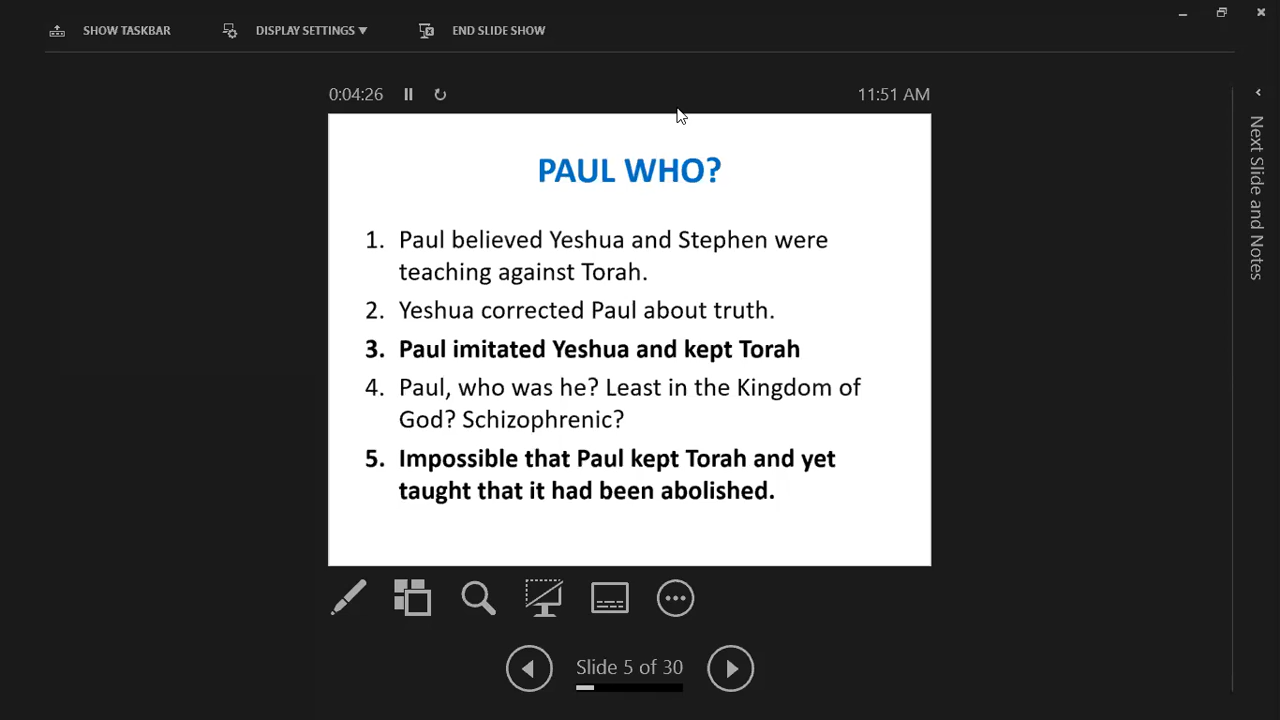 SHOW TASKBAR
DISPLAY SETTINGS ▼
END SLIDE SHOW
0:04:26
11:51 AM
PAUL WHO?
1. Paul believed Yeshua and Stephen were
teaching against Torah.
2. Yeshua corrected Paul about truth.
3. Paul imitated Yeshua and kept Torah
4. Paul, who was he? Least in the Kingdom of
God? Schizophrenic?
5. Impossible that Paul kept Torah and yet
taught that it had been abolished.
Slide 5 of 30
Next Slide and Notes